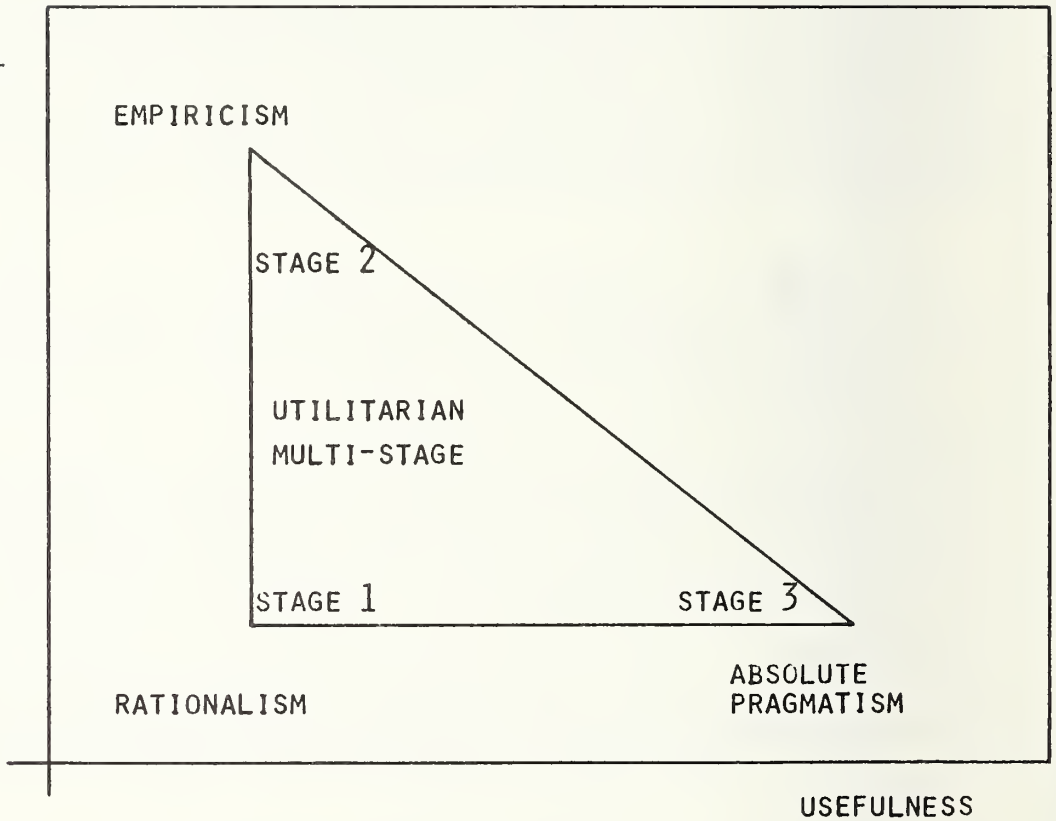 EMPIRICISM
STAGE 2
UTILITARIAN
MULTI-STAGE
STAGE 1
STAGE 3
RATIONALISM
ABSOLUTE
PRAGMATISM
USEFULNESS